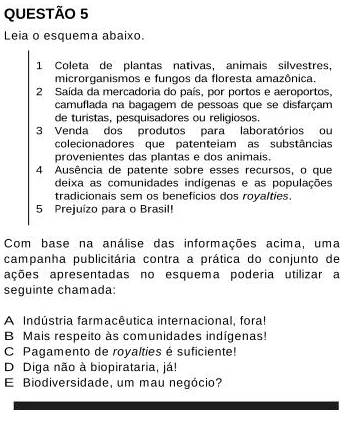 QUESTÃO 5
Leia o esquema abaixo.
1 Coleta de plantas nativas, animais silvestres,
microrganismos e fungos da floresta amazônica.
2 Saída da mercadoria do país, por portos e aeroportos,
camuflada na bagagem de pessoas que se disfarçam
de turistas, pesquisadores ou religiosos.
3 Venda dos produtos para laboratórios ou
colecionadores que patenteiam as substâncias
provenientes das plantas e dos animais.
4 Ausência de patente sobre esses recursos, o que
deixa as comunidades indígenas e as populações
tradicionais sem os benefícios dos royalties.
5 Prejuízo para o Brasil!
Com base na análise das informações acima, uma
campanha publicitária contra a prática do conjunto de
ações apresentadas no esquema poderia utilizar a
seguinte chamada:
A Indústria farmacêutica internacional, fora!
B Mais respeito às comunidades indígenas!
C Pagamento de royalties é suficiente!
D Diga não à biopirataria, já!
E Biodiversidade, um mau negócio?